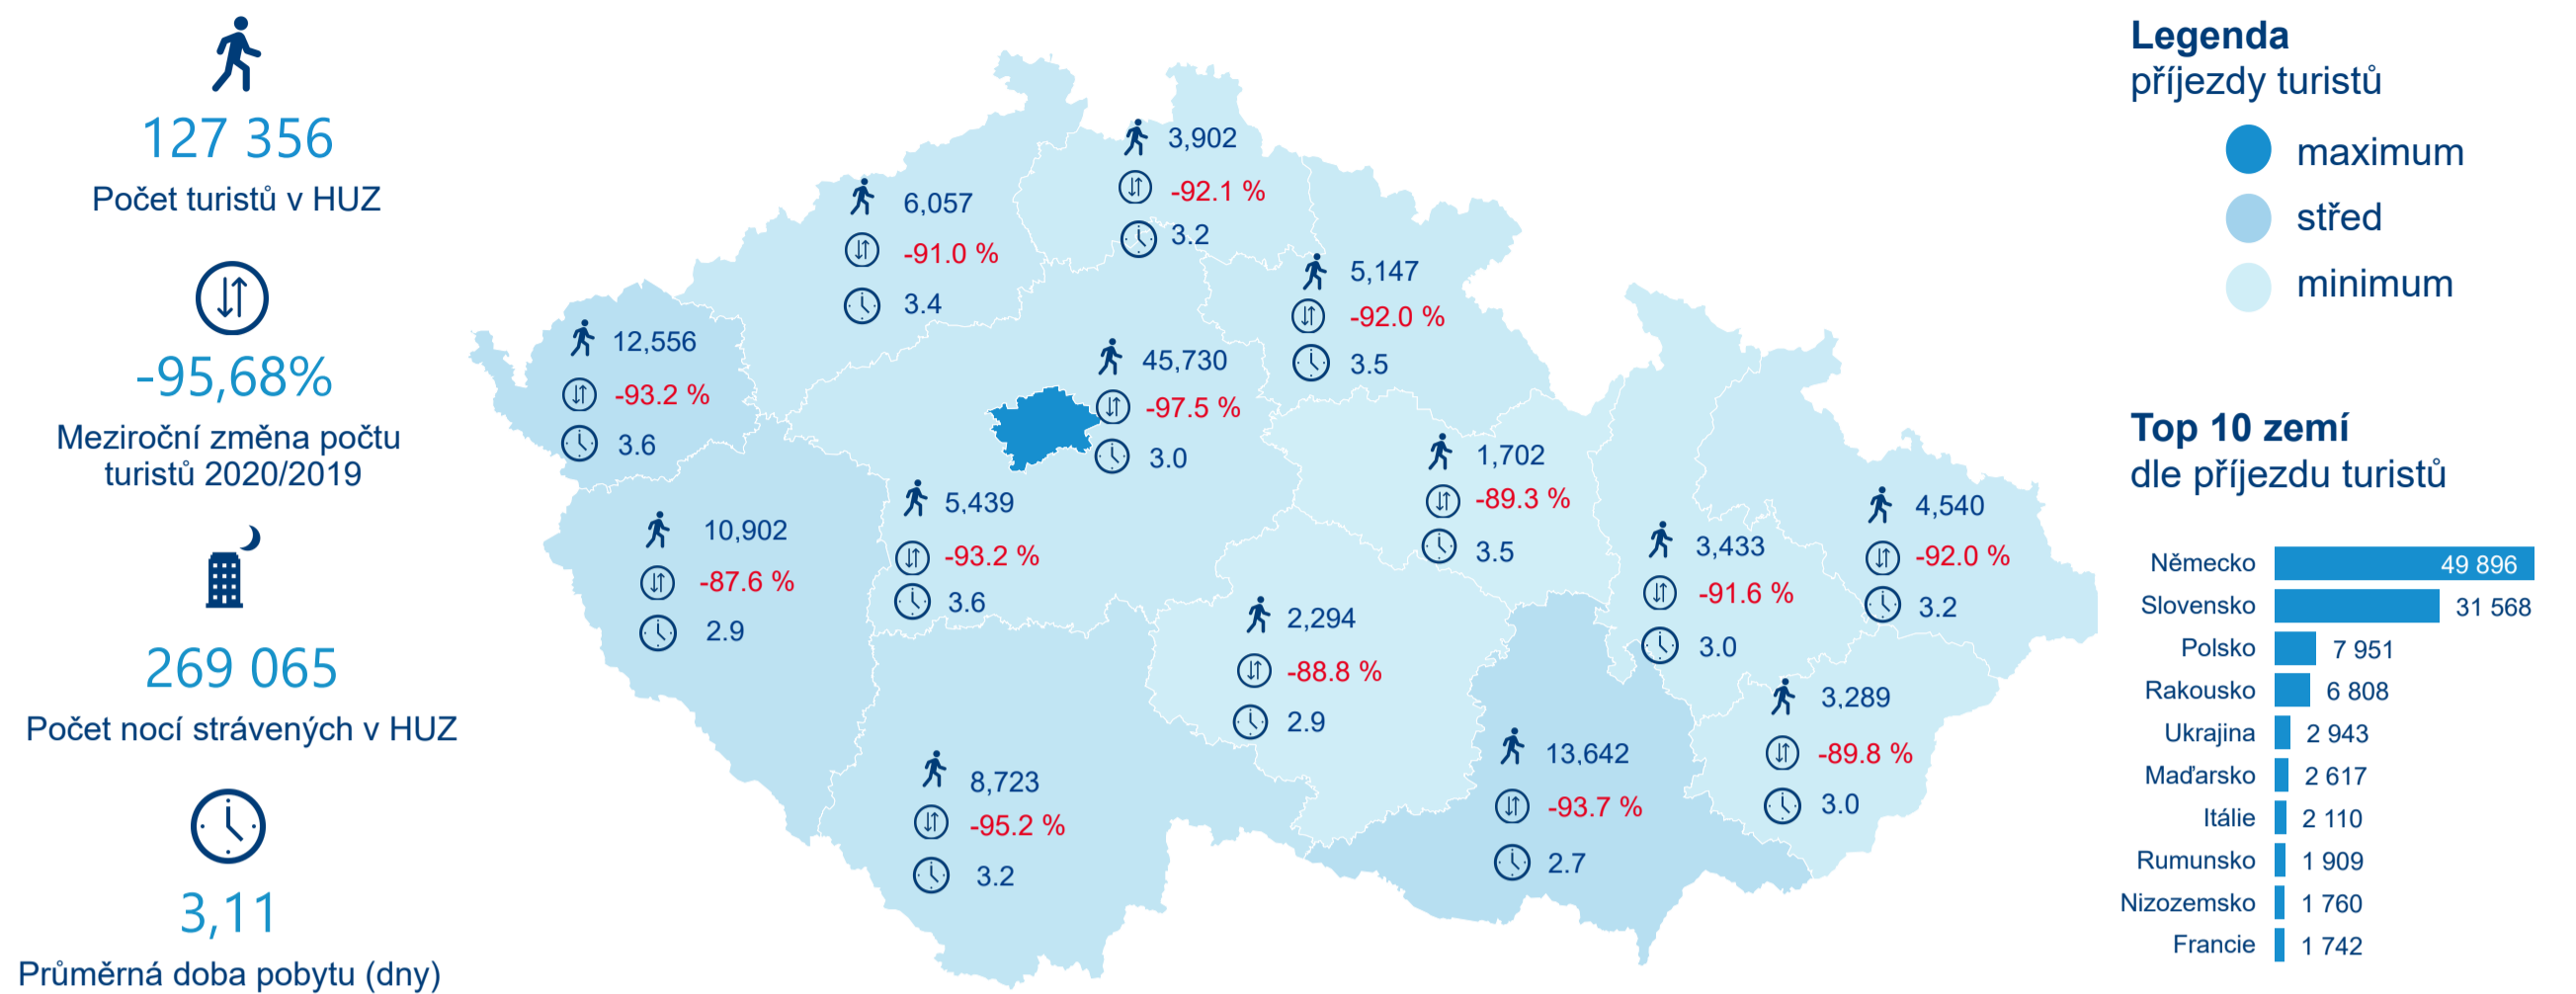 127 356
Počet turistů v HUZ
-95,68%
Meziroční změna počtu
turistů 2020/2019
269 065
Počet nocí strávených v HUZ
3,11
Průměrná doba pobytu (dny)
3,902
-92.1 %
3.2
6,057
-91.0 %
3.4
5,147
-92.0 %
3.5
12,556
-93.2 %
3.6
45,730
-97.5 %
3.0
1,702
-89.3 %
3.5
5,439
-93.2 %
3.6
10,902
-87.6 %
2.9
4,540
-92.0 %
3.2
3,433
-91.6 %
3.0
2,294
-88.8 %
2.9
3,289
-89.8 %
3.0
13,642
-93.7 %
2.7
8,723
-95.2 %
3.2
Legenda
příjezdy turistů
maximum
střed
minimum
Top 10 zemí
dle příjezdu turistů
Německo 49 896
Slovensko 31 568
Polsko 7 951
Rakousko 6 808
Ukrajina 2 943
Maďarsko 2 617
Itálie 2 110
Rumunsko 1 909
Nizozemsko 1 760
Francie 1 742